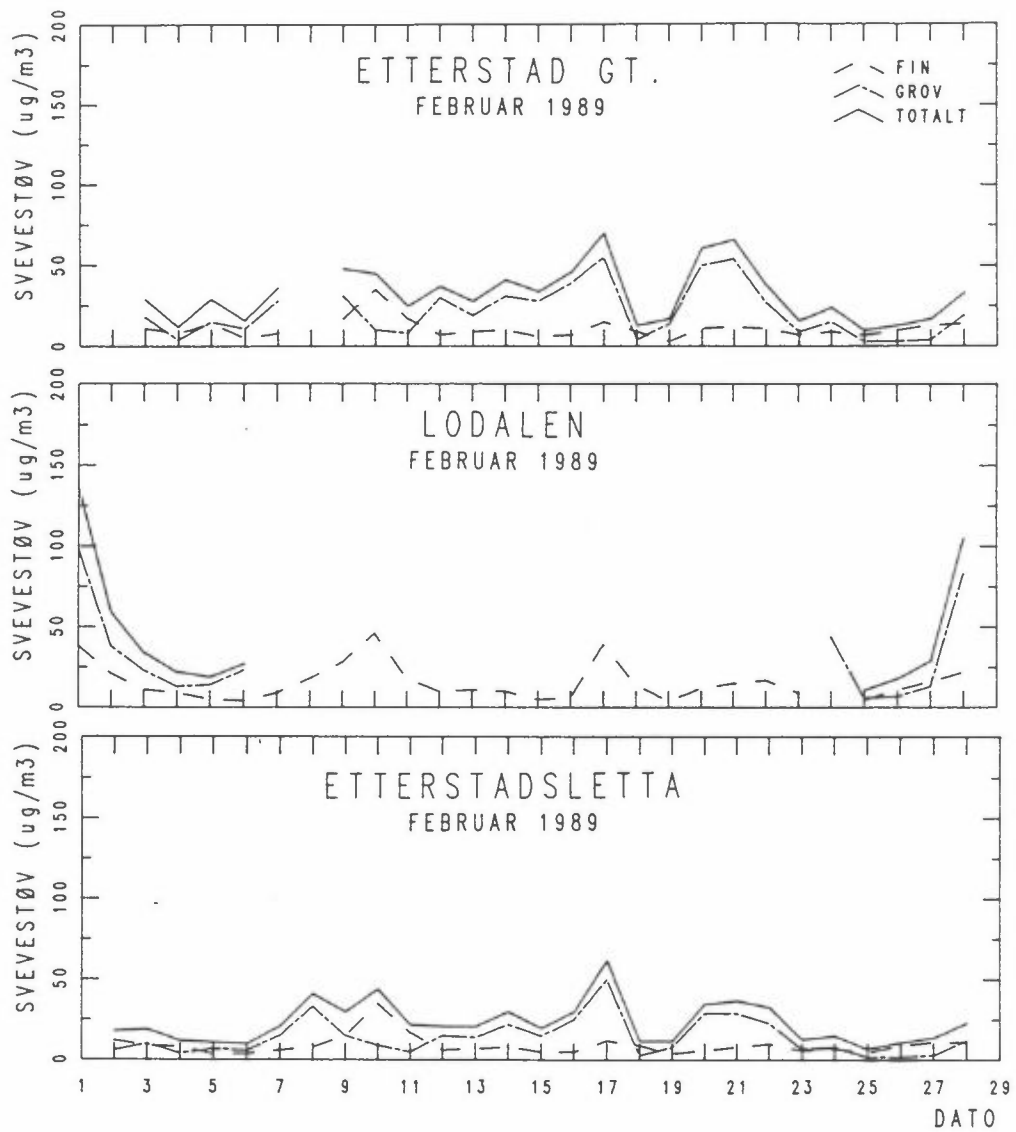 ETTERSTAD GT.
FEBRUAR 1989
FIN
GROV
TOTALT
SVEVESTØV (ug/m3)
200
150
100
50
0
LODALEN
FEBRUAR 1989
SVEVESTØV (ug/m3)
200
150
100
50
0
ETTERSTADSLETTA
FEBRUAR 1989
SVEVESTØV (ug/m3)
200
150
100
50
0
1 3 5 7 9 11 13 15 17 19 21 23 25 27 29
DATO